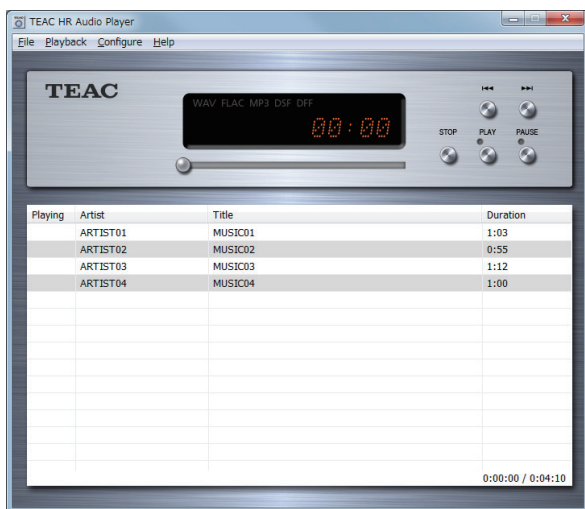 TEAC HR Audio Player
File Playback Configure Help
TEAC
WAV FLAC MP3 DSF DFF
00:00
STOP PLAY PAUSE
Playing Artist Title Duration
ARTIST01 MUSIC01 1:03
ARTIST02 MUSIC02 0:55
ARTIST03 MUSIC03 1:12
ARTIST04 MUSIC04 1:00
0:00:00 / 0:04:10